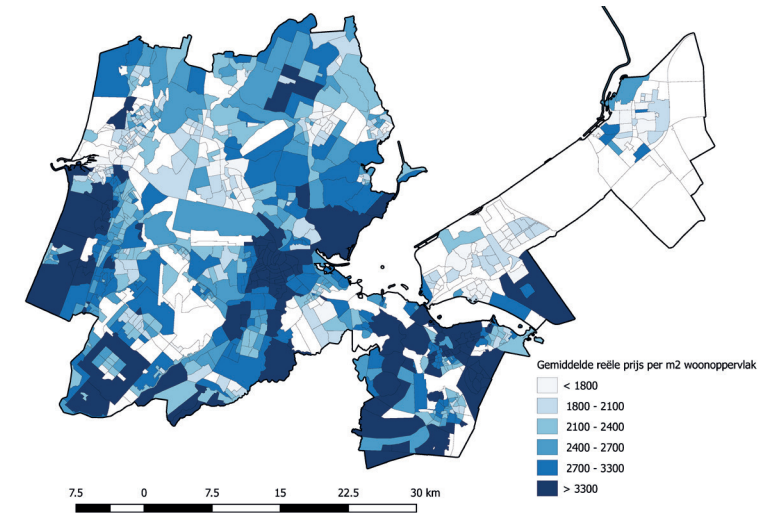 Gemiddelde reële prijs per m2 woonoppervlak
< 1800
1800 - 2100
2100 - 2400
2400 - 2700
2700 - 3300
> 3300
7.5 0 7.5 15 22.5 30 km